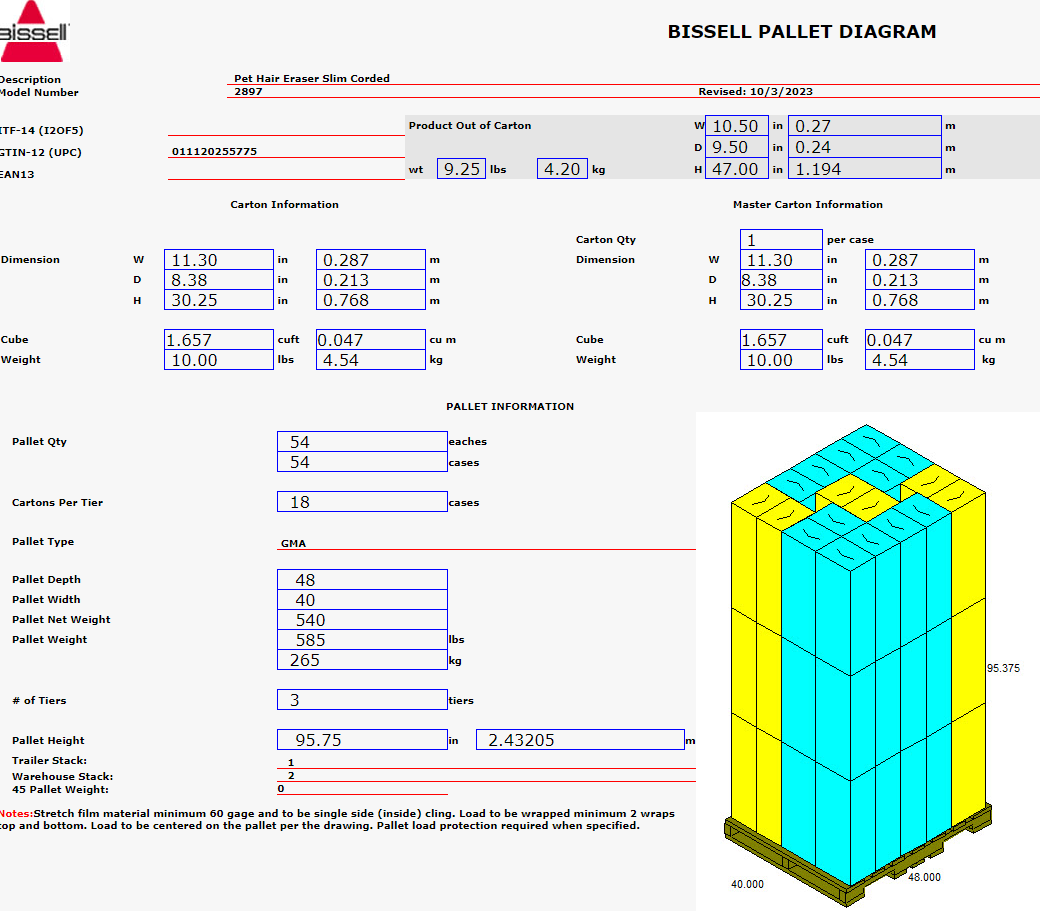 BISSELL
BISSELL PALLET DIAGRAM
Description Pet Hair Eraser Slim Corded
Model Number 2897 Revised: 10/3/2023
ITF-14 (I2OF5)
GTIN-12 (UPC) 011120255775
EAN13
Product Out of Carton W 10.50 in 0.27 m
D 9.50 in 0.24 m
wt 9.25 lbs 4.20 kg H 47.00 in 1.194 m
Carton Information Master Carton Information
Carton Qty 1 per case
Dimension W 11.30 in 0.287 m Dimension W 11.30 in 0.287 m
D 8.38 in 0.213 m D 8.38 in 0.213 m
H 30.25 in 0.768 m H 30.25 in 0.768 m
Cube 1.657 cuft 0.047 cu m Cube 1.657 cuft 0.047 cu m
Weight 10.00 lbs 4.54 kg Weight 10.00 lbs 4.54 kg
PALLET INFORMATION
Pallet Qty 54 eaches
54 cases
Cartons Per Tier 18 cases
Pallet Type GMA
Pallet Depth 48
Pallet Width 40
Pallet Net Weight 540
Pallet Weight 585 lbs
265 kg
# of Tiers 3 tiers
Pallet Height 95.75 in 2.43205 m
Trailer Stack: 1
Warehouse Stack: 2
45 Pallet Weight: 0
Notes:Stretch film material minimum 60 gage and to be single side (inside) cling. Load to be wrapped minimum 2 wraps
top and bottom. Load to be centered on the pallet per the drawing. Pallet load protection required when specified.
95.375
40.000
48.000